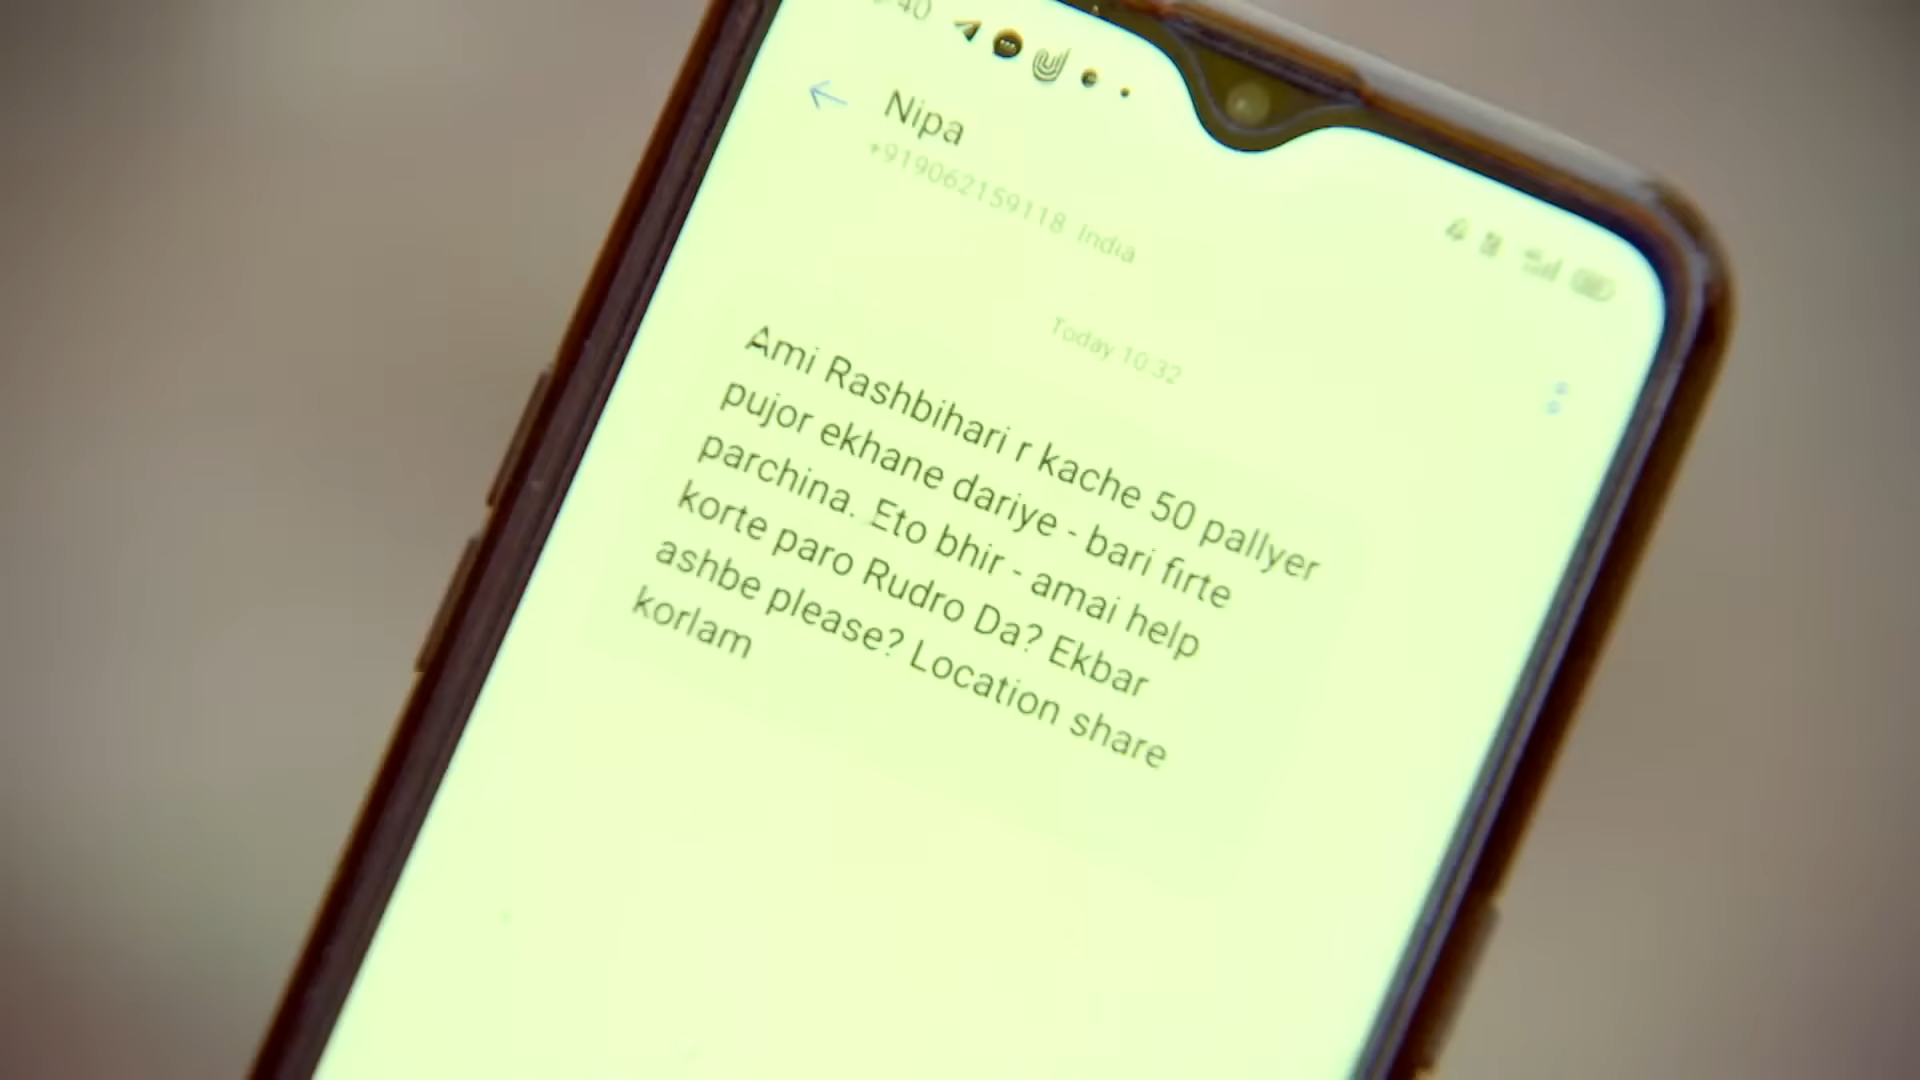 40
Nipa
+919062159118 India
Today 10:32
Ami Rashbihari r kache 50 pallyer
pujor ekhane dariye - bari firte
parchina. Eto bhir - amai help
korte paro Rudro Da? Ekbar
ashbe please? Location share
korlam